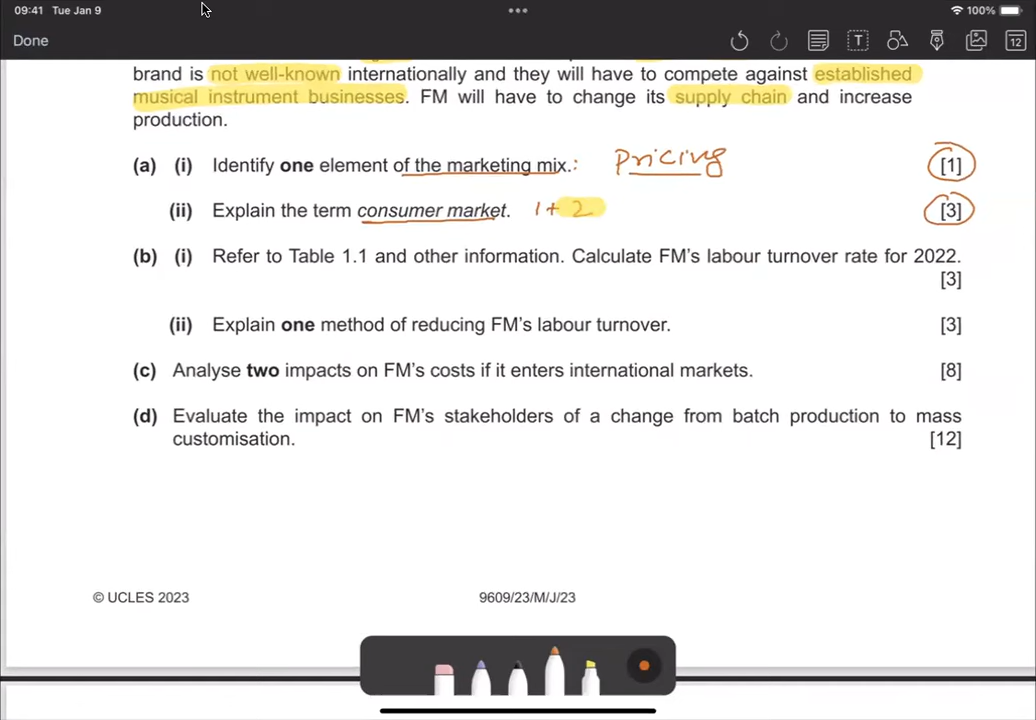 09:41 Tue Jan 9 100%
Done T 12
brand is not well-known internationally and they will have to compete against established
musical instrument businesses. FM will have to change its supply chain and increase
production.
(a) (i) Identify one element of the marketing mix. : Pricing [1]
(ii) Explain the term consumer market. 1 + 2 [3]
(b) (i) Refer to Table 1.1 and other information. Calculate FM's labour turnover rate for 2022.
[3]
(ii) Explain one method of reducing FM's labour turnover. [3]
(c) Analyse two impacts on FM's costs if it enters international markets. [8]
(d) Evaluate the impact on FM's stakeholders of a change from batch production to mass
customisation. [12]
© UCLES 2023 9609/23/M/J/23